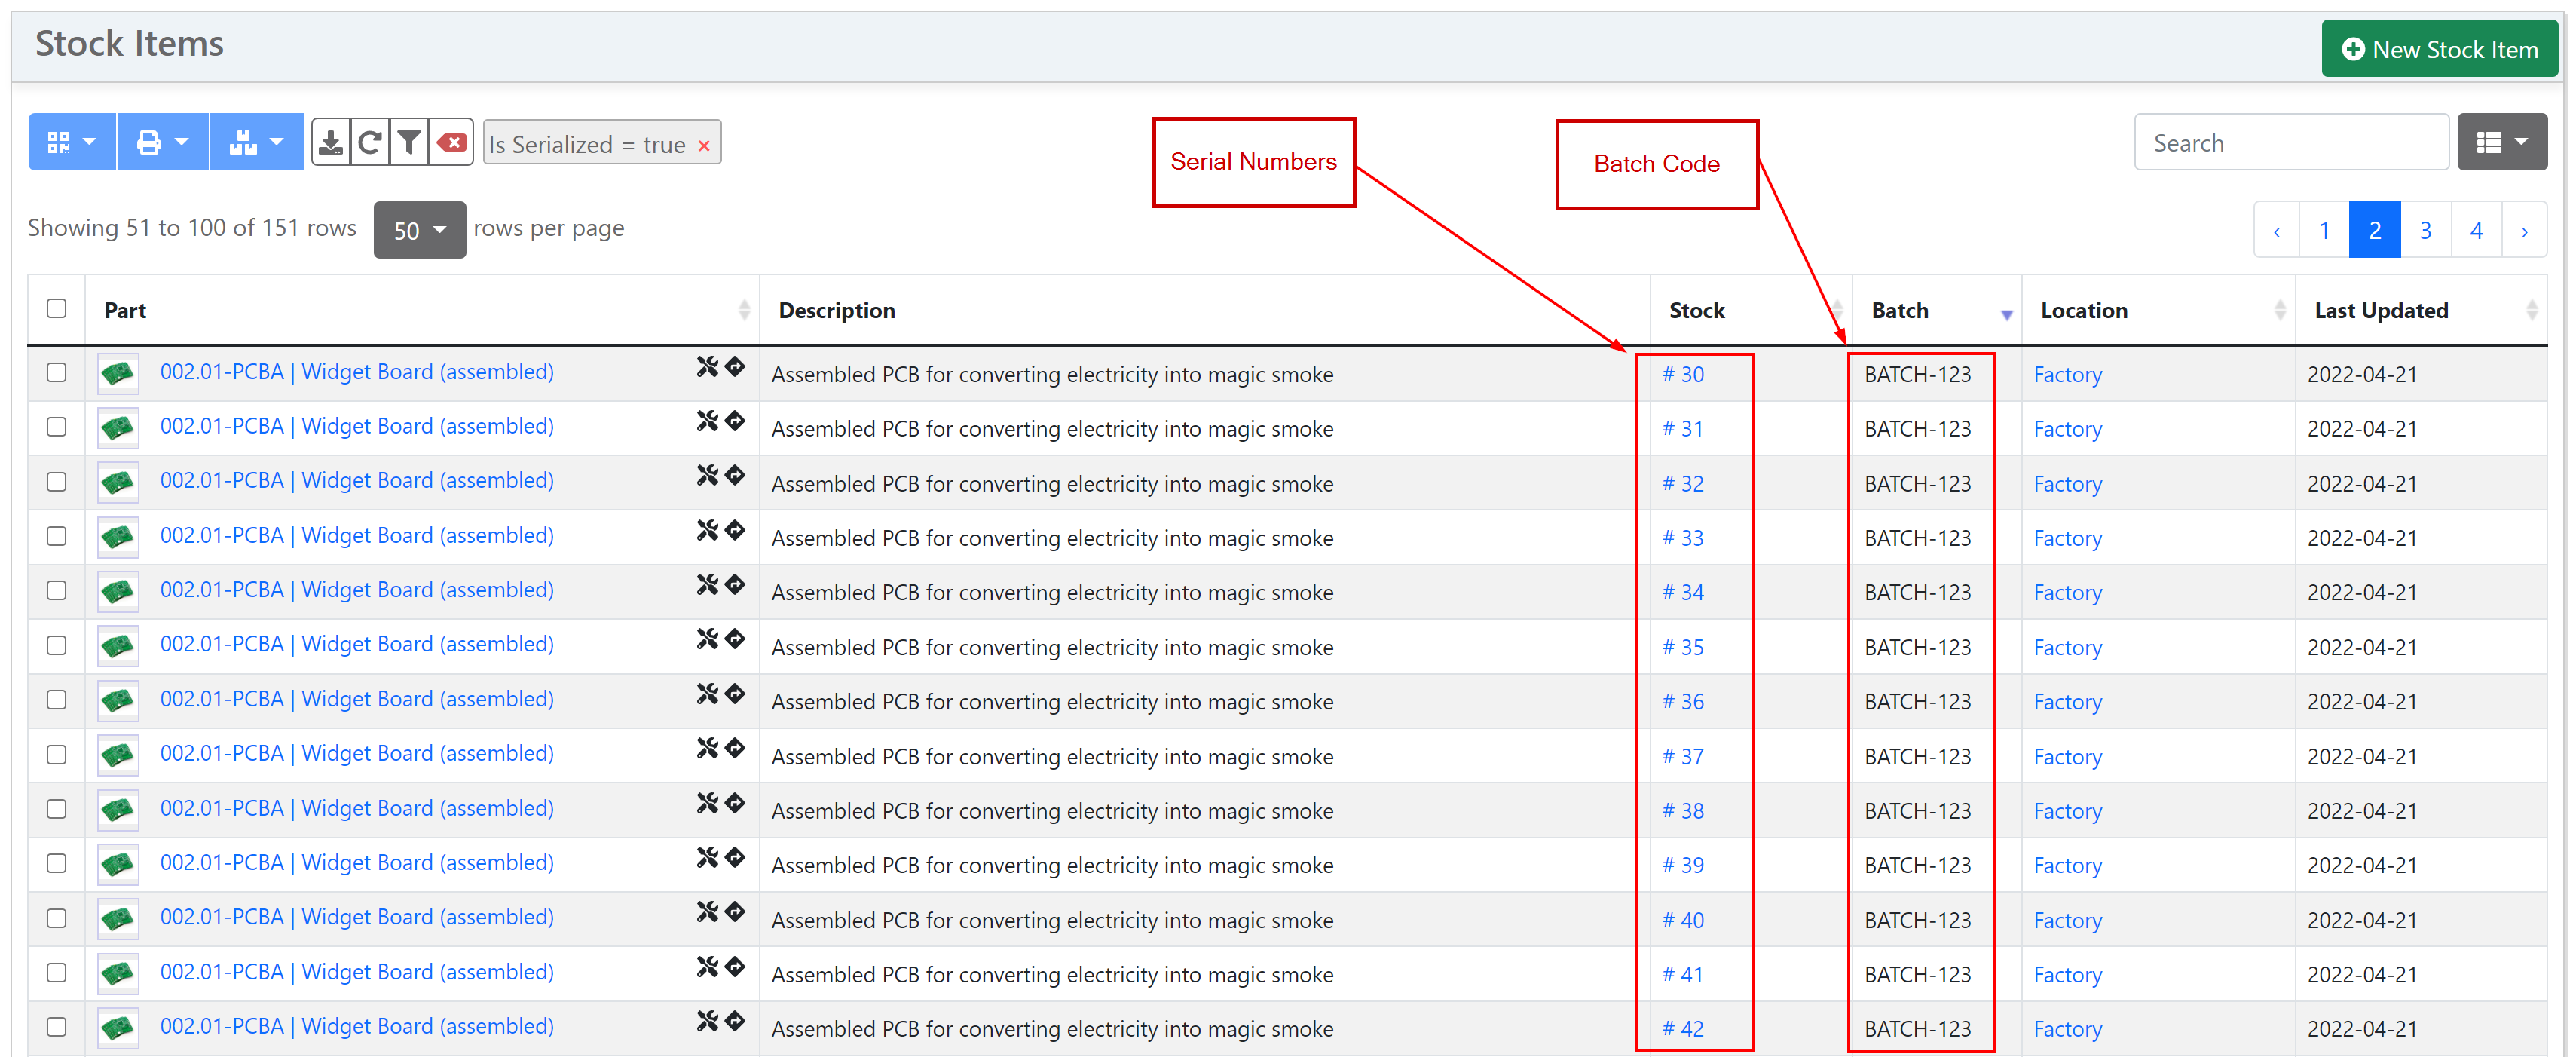 Stock Items
New Stock Item
Is Serialized = true ×
Serial Numbers
Batch Code
Search
Showing 51 to 100 of 151 rows 50 rows per page
‹ 1 2 3 4 ›
Part Description Stock Batch Location Last Updated
002.01-PCBA | Widget Board (assembled) Assembled PCB for converting electricity into magic smoke # 30 BATCH-123 Factory 2022-04-21
002.01-PCBA | Widget Board (assembled) Assembled PCB for converting electricity into magic smoke # 31 BATCH-123 Factory 2022-04-21
002.01-PCBA | Widget Board (assembled) Assembled PCB for converting electricity into magic smoke # 32 BATCH-123 Factory 2022-04-21
002.01-PCBA | Widget Board (assembled) Assembled PCB for converting electricity into magic smoke # 33 BATCH-123 Factory 2022-04-21
002.01-PCBA | Widget Board (assembled) Assembled PCB for converting electricity into magic smoke # 34 BATCH-123 Factory 2022-04-21
002.01-PCBA | Widget Board (assembled) Assembled PCB for converting electricity into magic smoke # 35 BATCH-123 Factory 2022-04-21
002.01-PCBA | Widget Board (assembled) Assembled PCB for converting electricity into magic smoke # 36 BATCH-123 Factory 2022-04-21
002.01-PCBA | Widget Board (assembled) Assembled PCB for converting electricity into magic smoke # 37 BATCH-123 Factory 2022-04-21
002.01-PCBA | Widget Board (assembled) Assembled PCB for converting electricity into magic smoke # 38 BATCH-123 Factory 2022-04-21
002.01-PCBA | Widget Board (assembled) Assembled PCB for converting electricity into magic smoke # 39 BATCH-123 Factory 2022-04-21
002.01-PCBA | Widget Board (assembled) Assembled PCB for converting electricity into magic smoke # 40 BATCH-123 Factory 2022-04-21
002.01-PCBA | Widget Board (assembled) Assembled PCB for converting electricity into magic smoke # 41 BATCH-123 Factory 2022-04-21
002.01-PCBA | Widget Board (assembled) Assembled PCB for converting electricity into magic smoke # 42 BATCH-123 Factory 2022-04-21